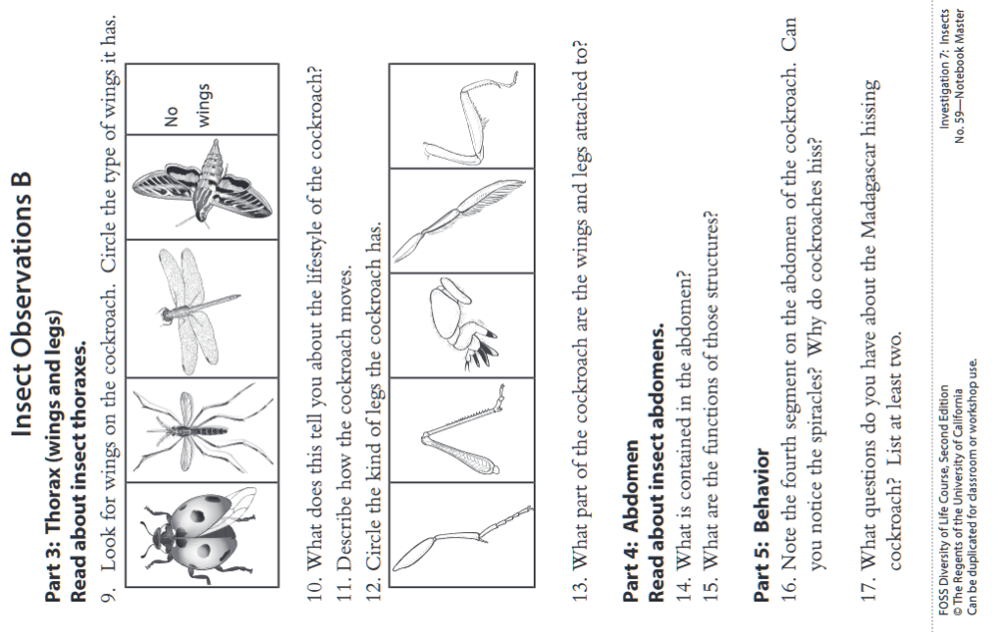 Insect Observations B
Part 3: Thorax (wings and legs)
Read about insect thoraxes.
9. Look for wings on the cockroach. Circle the type of wings it has.
No
wings
10. What does this tell you about the lifestyle of the cockroach?
11. Describe how the cockroach moves.
12. Circle the kind of legs the cockroach has.
13. What part of the cockroach are the wings and legs attached to?
Part 4: Abdomen
Read about insect abdomens.
14. What is contained in the abdomen?
15. What are the functions of those structures?
Part 5: Behavior
16. Note the fourth segment on the abdomen of the cockroach. Can
you notice the spiracles? Why do cockroaches hiss?
17. What questions do you have about the Madagascar hissing
cockroach? List at least two.
FOSS Diversity of Life Course, Second Edition
© The Regents of the University of California
Can be duplicated for classroom or workshop use.
Investigation 7: Insects
No. 59—Notebook Master